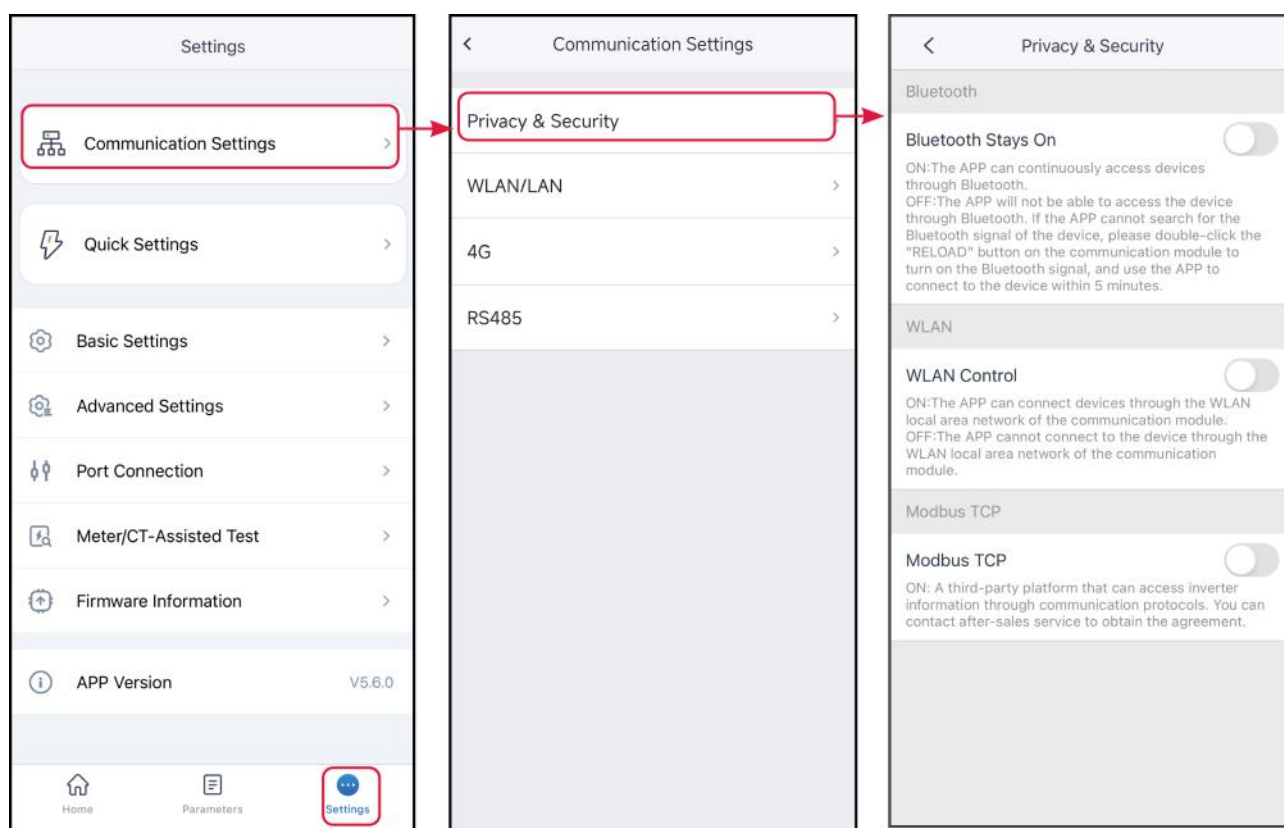 Settings
Communication Settings
Quick Settings
Basic Settings
Advanced Settings
Port Connection
Meter/CT-Assisted Test
Firmware Information
APP Version V5.6.0
Home Parameters Settings
Communication Settings
Privacy & Security
WLAN/LAN
4G
RS485
Privacy & Security
Bluetooth
Bluetooth Stays On
ON:The APP can continuously access devices
through Bluetooth.
OFF:The APP will not be able to access the device
through Bluetooth. If the APP cannot search for the
Bluetooth signal of the device, please double-click the
"RELOAD" button on the communication module to
turn on the Bluetooth signal, and use the APP to
connect to the device within 5 minutes.
WLAN
WLAN Control
ON:The APP can connect devices through the WLAN
local area network of the communication module.
OFF:The APP cannot connect to the device through the
WLAN local area network of the communication
module.
Modbus TCP
Modbus TCP
ON: A third-party platform that can access inverter
information through communication protocols. You can
contact after-sales service to obtain the agreement.